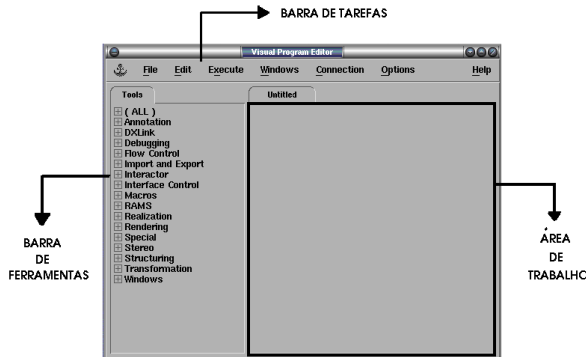 BARRA DE TAREFAS
Visual Program Editor
File Edit Execute Windows Connection Options Help
Tools
Untitled
( ALL )
Annotation
DXLink
Debugging
Flow Control
Import and Export
Interactor
Interface Control
Macros
RAMS
Realization
Rendering
Special
Stereo
Structuring
Transformation
Windows
BARRA
DE
FERRAMENTAS
ÁREA
DE
TRABALHO